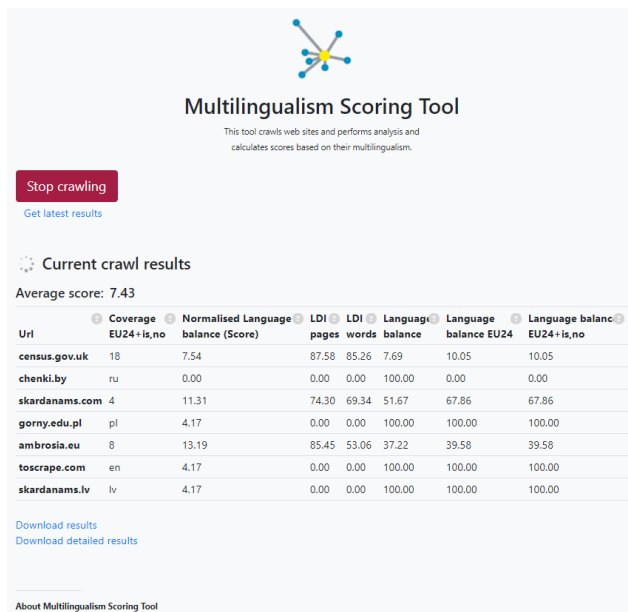 Multilingualism Scoring Tool
This tool crawls web sites and performs analysis and
calculates scores based on their multilingualism.
Stop crawling
Get latest results
Current crawl results
Average score: 7.43
Url ? Coverage EU24+is,no ? Normalised Language balance (Score) ? LDI pages ? LDI words ? Language balance ? Language balance EU24 ? Language balance EU24+is,no ?
census.gov.uk 18 7.54 87.58 85.26 7.69 10.05 10.05
chenki.by ru 0.00 0.00 0.00 100.00 0.00 0.00
skardanams.com 4 11.31 74.30 69.34 51.67 67.86 67.86
gorny.edu.pl pl 4.17 0.00 0.00 100.00 100.00 100.00
ambrosia.eu 8 13.19 85.45 53.06 37.22 39.58 39.58
toscrape.com en 4.17 0.00 0.00 100.00 100.00 100.00
skardanams.lv lv 4.17 0.00 0.00 100.00 100.00 100.00
Download results
Download detailed results
About Multilingualism Scoring Tool